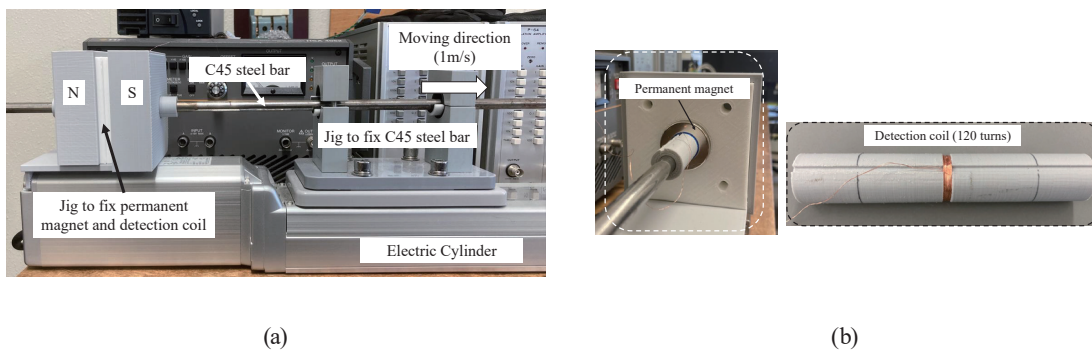 Moving direction
(1m/s)
C45 steel bar
N
S
Jig to fix C45 steel bar
Jig to fix permanent
magnet and detection coil
Electric Cylinder
Permanent magnet
Detection coil (120 turns)
(a)
(b)